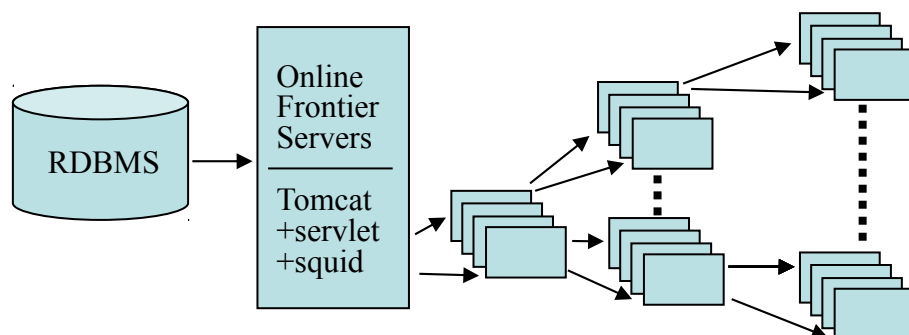 RDBMS
Online
Frontier
Servers
Tomcat
+servlet
+squid